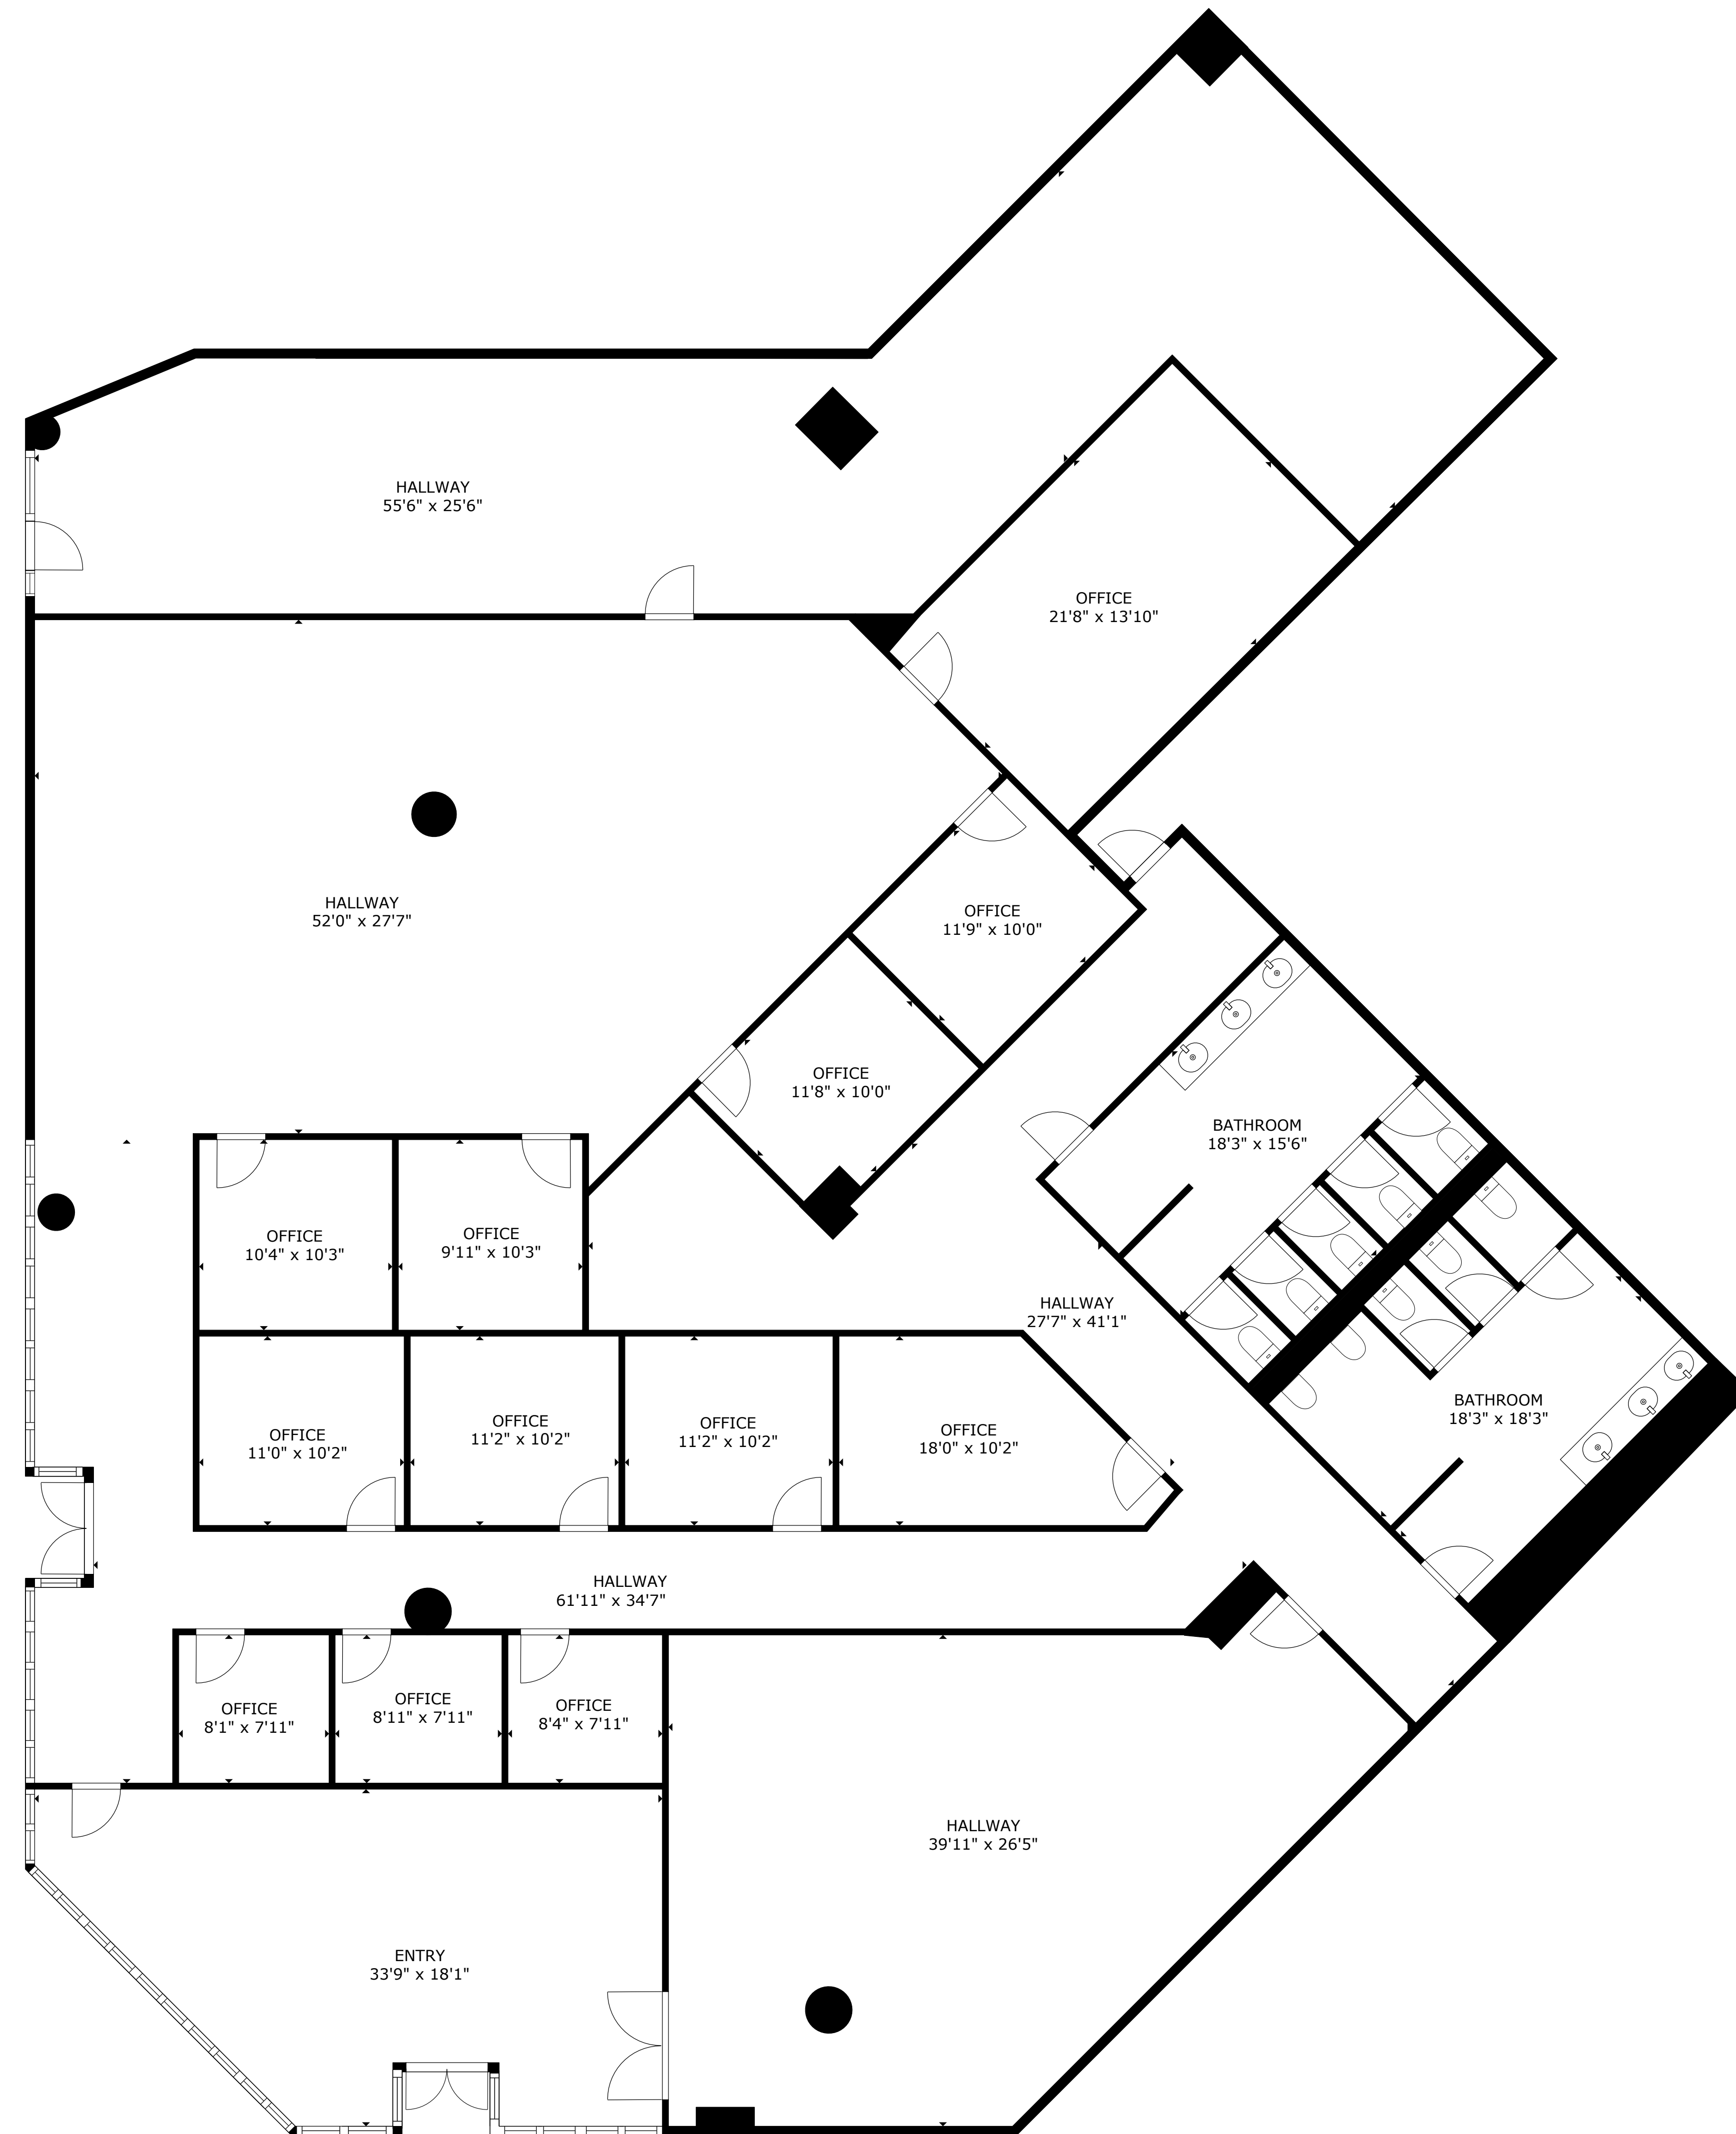 HALLWAY
55'6" x 25'6"
OFFICE
21'8" x 13'10"
HALLWAY
52'0" x 27'7"
OFFICE
11'9" x 10'0"
OFFICE
11'8" x 10'0"
BATHROOM
18'3" x 15'6"
OFFICE
10'4" x 10'3"
OFFICE
9'11" x 10'3"
HALLWAY
27'7" x 41'1"
BATHROOM
18'3" x 18'3"
OFFICE
11'0" x 10'2"
OFFICE
11'2" x 10'2"
OFFICE
11'2" x 10'2"
OFFICE
18'0" x 10'2"
HALLWAY
61'11" x 34'7"
OFFICE
8'1" x 7'11"
OFFICE
8'11" x 7'11"
OFFICE
8'4" x 7'11"
HALLWAY
39'11" x 26'5"
ENTRY
33'9" x 18'1"